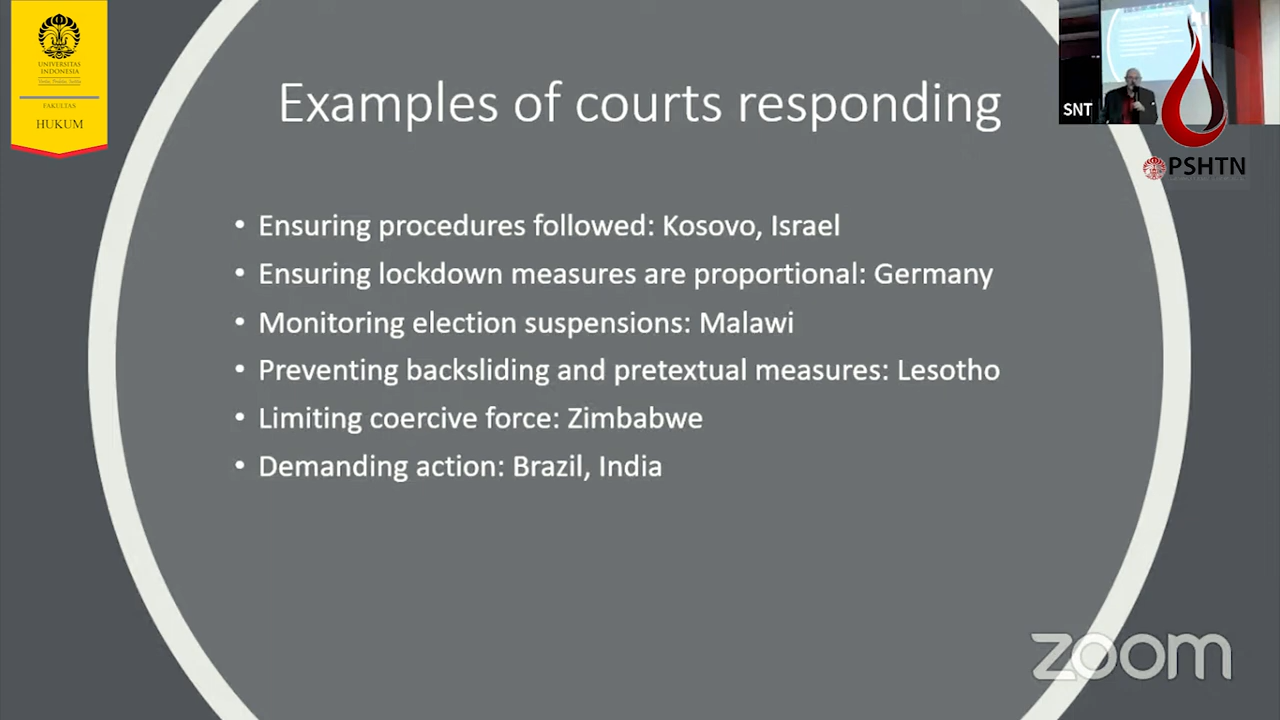 UNIVERSITAS
INDONESIA
FAKULTAS
HUKUM
Examples of courts responding
SNT
PSHTN
• Ensuring procedures followed: Kosovo, Israel
• Ensuring lockdown measures are proportional: Germany
• Monitoring election suspensions: Malawi
• Preventing backsliding and pretextual measures: Lesotho
• Limiting coercive force: Zimbabwe
• Demanding action: Brazil, India
zoom